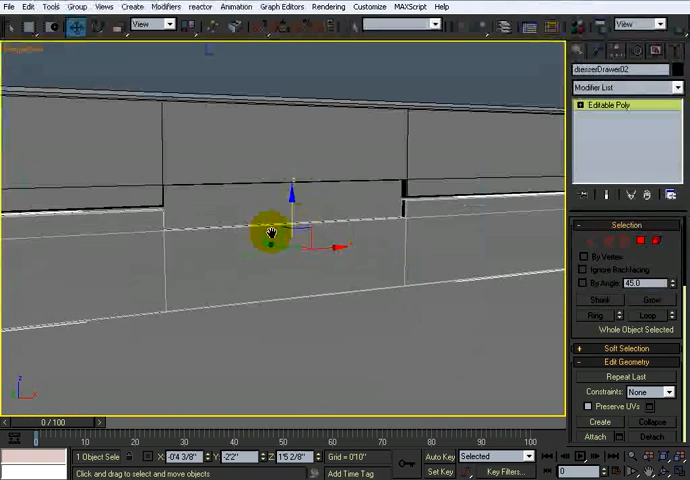 File Edit Tools Group Views Create Modifiers reactor Animation Graph Editors Rendering Customize MAXScript Help
View
View
dresserDrawer02
Modifier List
Editable Poly
Selection
By Vertex
Ignore Backfacing
By Angle: 45.0
Shrink Grow
Ring Loop
Whole Object Selected
Soft Selection
Edit Geometry
Repeat Last
Constraints: None
Preserve UVs
Create Collapse
Attach Detach
z
x
0 / 100
0 10 20 30 40 50 60 70 80 90 100
1 Object Sele X: -0'4 3/8" Y: -2'2" Z: 1'5 2/8" Grid = 0'10" Auto Key Selected
Click and drag to select and move objects Add Time Tag Set Key Key Filters... 0